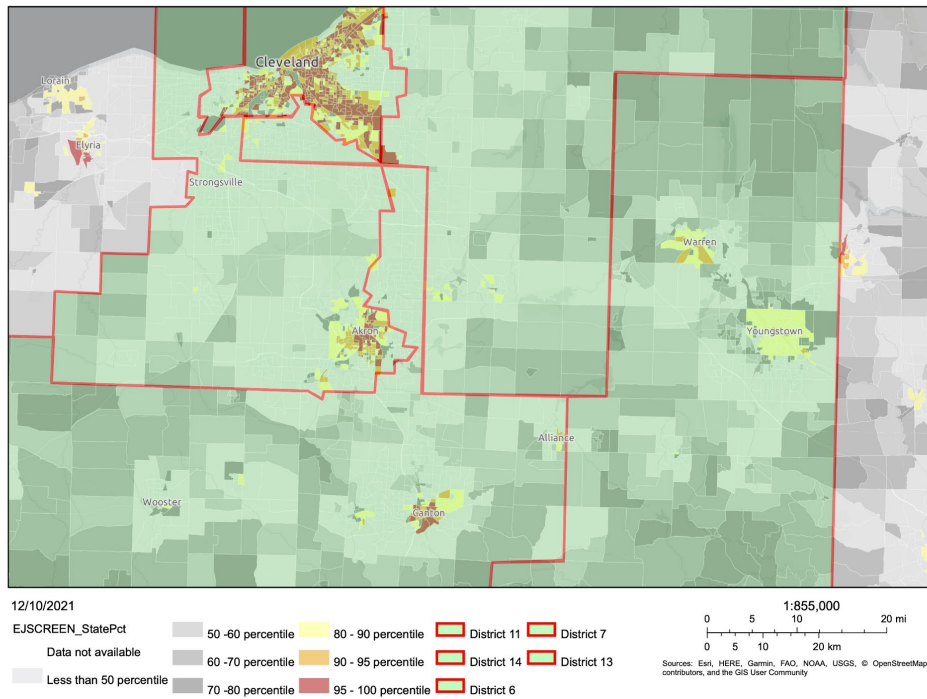 Cleveland
Lorain
Elyria
Strongsville
Warren
Akron
Youngstown
Alliance
Wooster
Canton
12/10/2021
1:855,000
EJSCREEN_StatePct
Data not available
Less than 50 percentile
50 -60 percentile
60 -70 percentile
70 -80 percentile
80 - 90 percentile
90 - 95 percentile
95 - 100 percentile
District 11
District 14
District 6
District 7
District 13
0 5 10 20 mi
0 5 10 20 km
Sources: Esri, HERE, Garmin, FAO, NOAA, USGS, © OpenStreetMap
contributors, and the GIS User Community